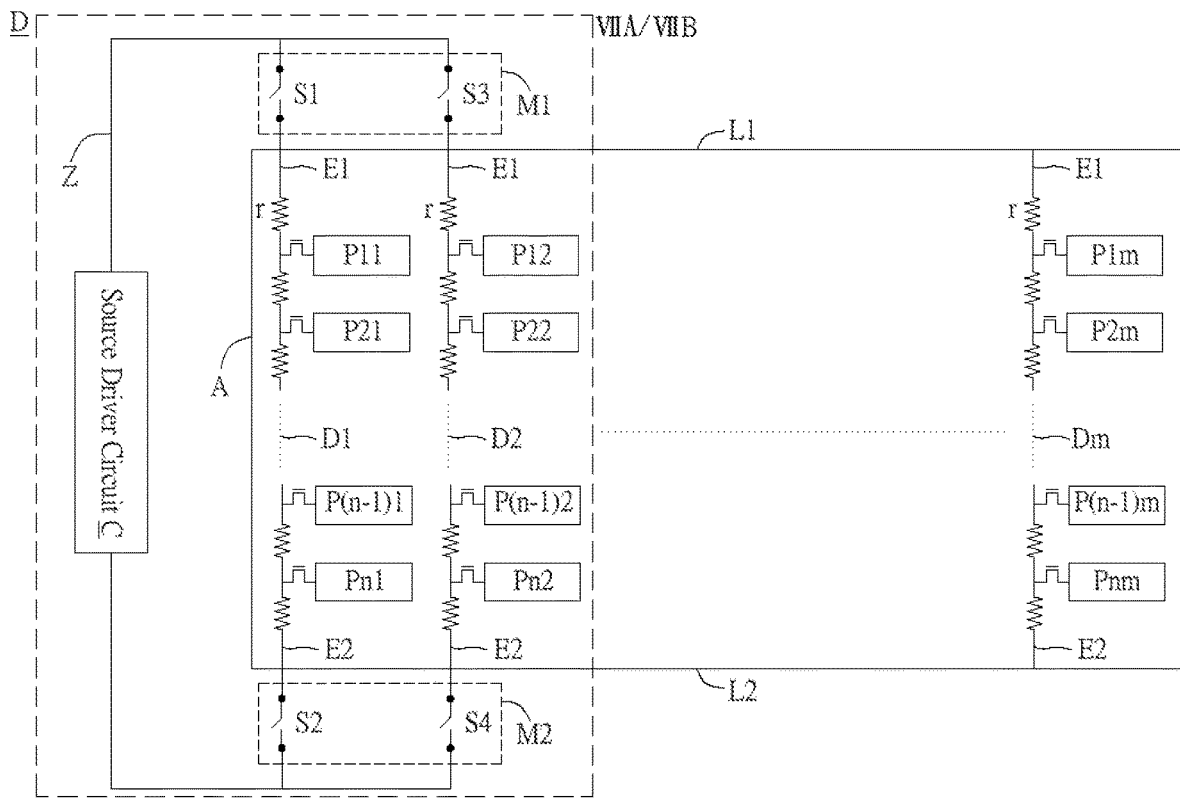 D
ⅦA/ⅦB
S1
S3
M1
L1
Z
E1
E1
E1
r
r
r
P11
P12
P1m
P21
P22
P2m
A
Source Driver Circuit C
D1
D2
Dm
P(n-1)1
P(n-1)2
P(n-1)m
Pn1
Pn2
Pnm
E2
E2
E2
L2
S2
S4
M2